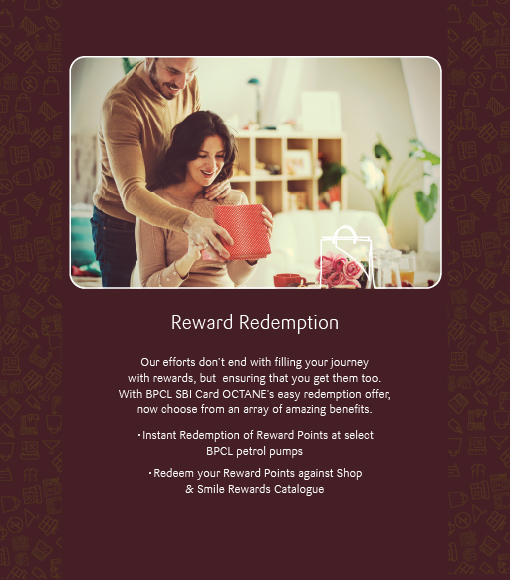 Reward Redemption
Our efforts don't end with filling your journey
with rewards, but ensuring that you get them too.
With BPCL SBI Card OCTANE's easy redemption offer,
now choose from an array of amazing benefits.
•Instant Redemption of Reward Points at select
BPCL petrol pumps
•Redeem your Reward Points against Shop
& Smile Rewards Catalogue